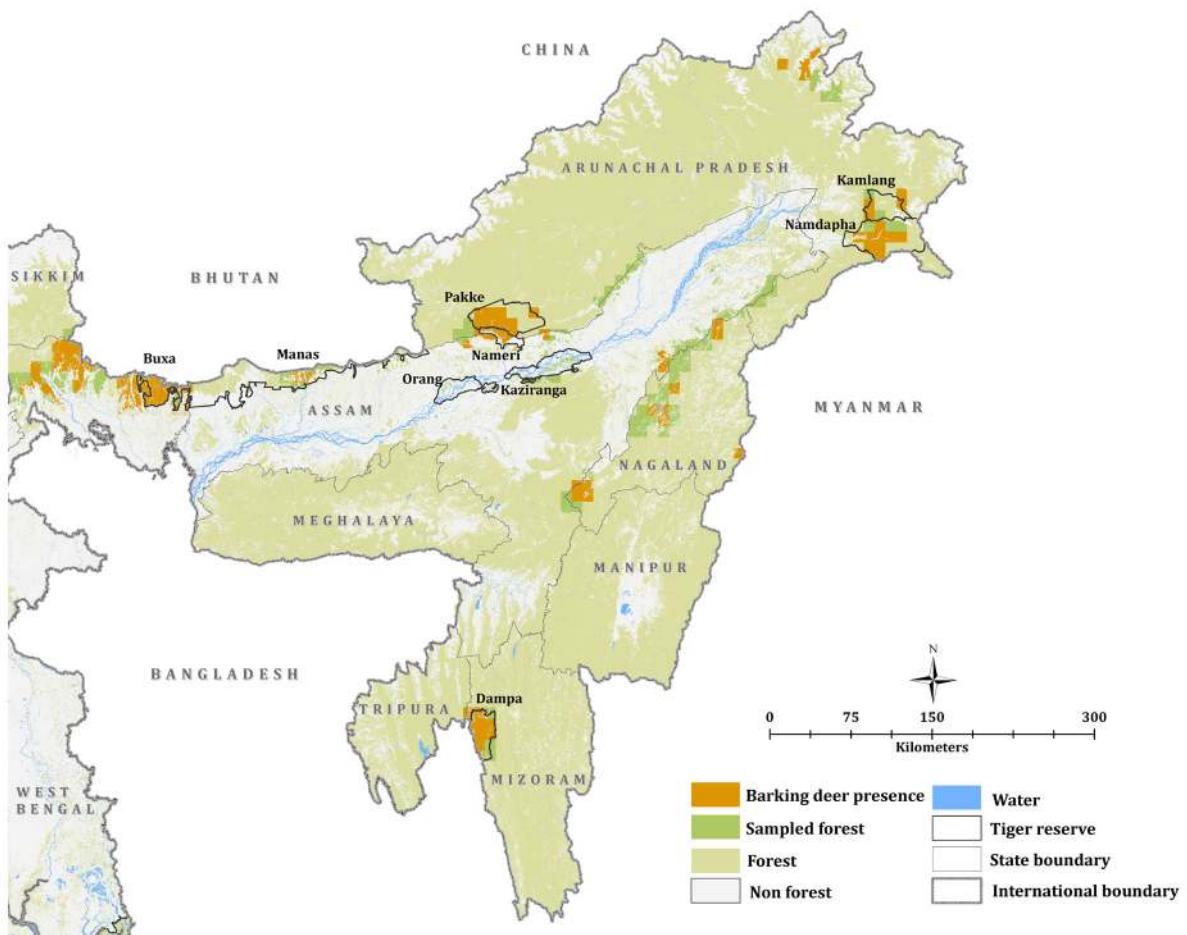 CHINA
ARUNACHAL PRADESH
Kamlang
Namdapha
SIKKIM
BHUTAN
Pakke
Buxa
Manas
Nameri
Orang
Kaziranga
ASSAM
MYANMAR
NAGALAND
MEGHALAYA
MANIPUR
BANGLADESH
Dampa
TRIPURA
MIZORAM
WEST
BENGAL
N
0 75 150 300
Kilometers
Barking deer presence
Sampled forest
Forest
Non forest
Water
Tiger reserve
State boundary
International boundary